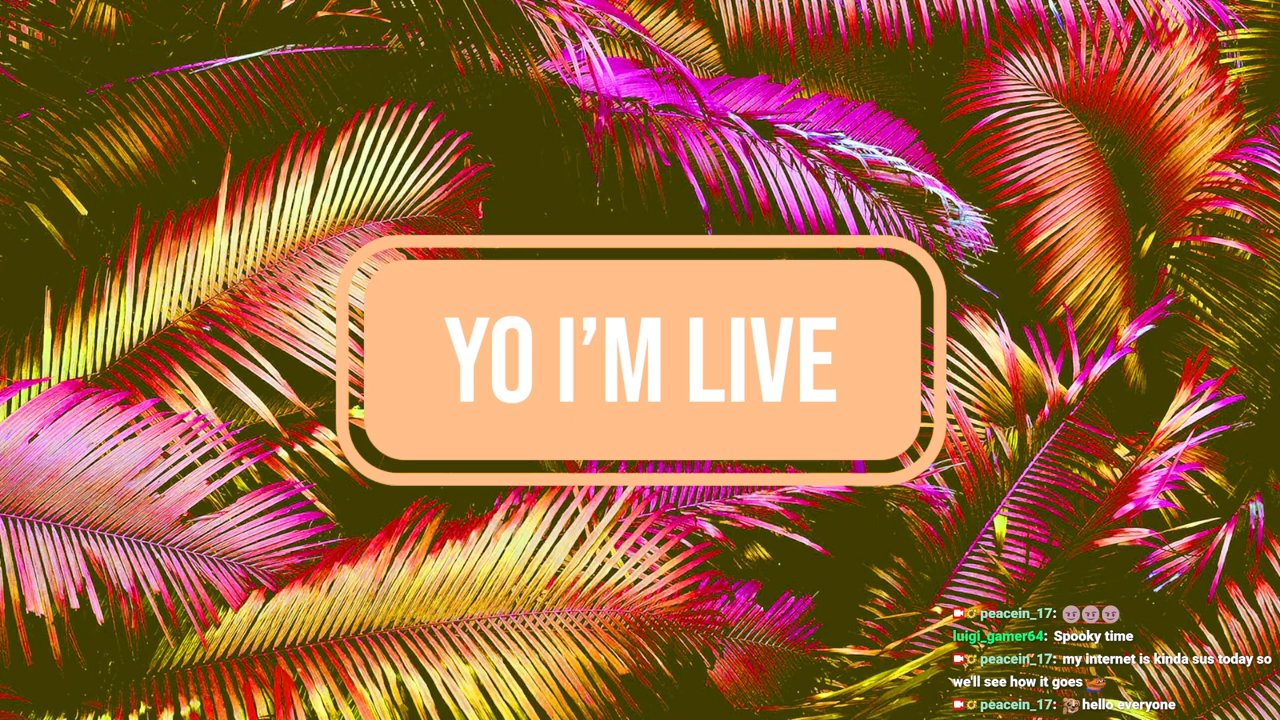 YO I’M LIVE
peacein_17:
luigi_gamer64: Spooky time
peacein_17: my internet is kinda sus today so
we'll see how it goes
peacein_17: hello everyone